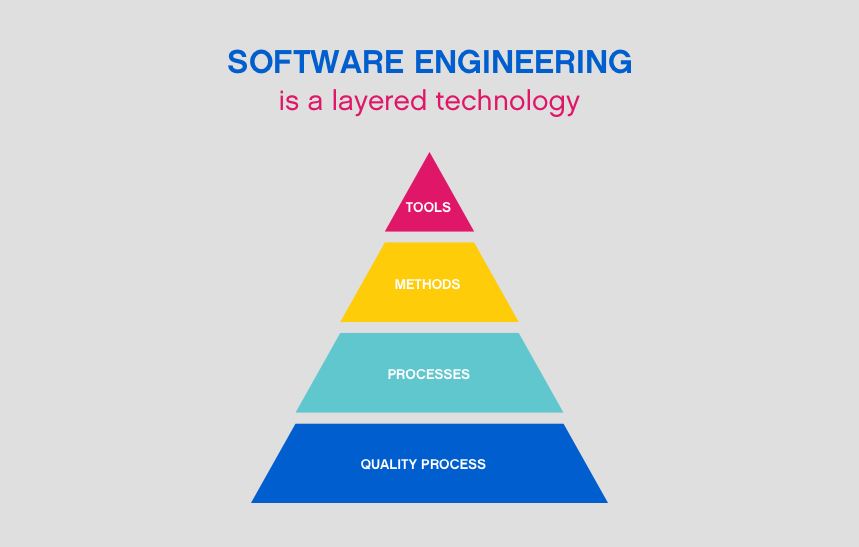 SOFTWARE ENGINEERING
is a layered technology
TOOLS
METHODS
PROCESSES
QUALITY PROCESS